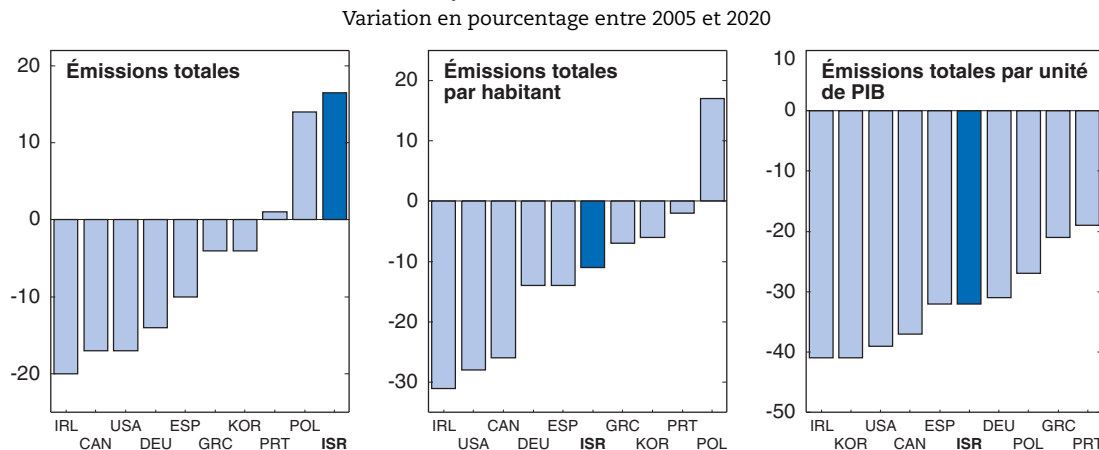 Variation en pourcentage entre 2005 et 2020
Émissions totales
20
10
0
-10
-20
IRL CAN USA DEU ESP GRC KOR PRT POL ISR
Émissions totales
par habitant
20
10
0
-10
-20
-30
IRL USA CAN DEU ESP ISR GRC KOR PRT POL
Émissions totales par unité
de PIB
10
0
-10
-20
-30
-40
-50
IRL KOR USA CAN ESP ISR DEU POL GRC PRT